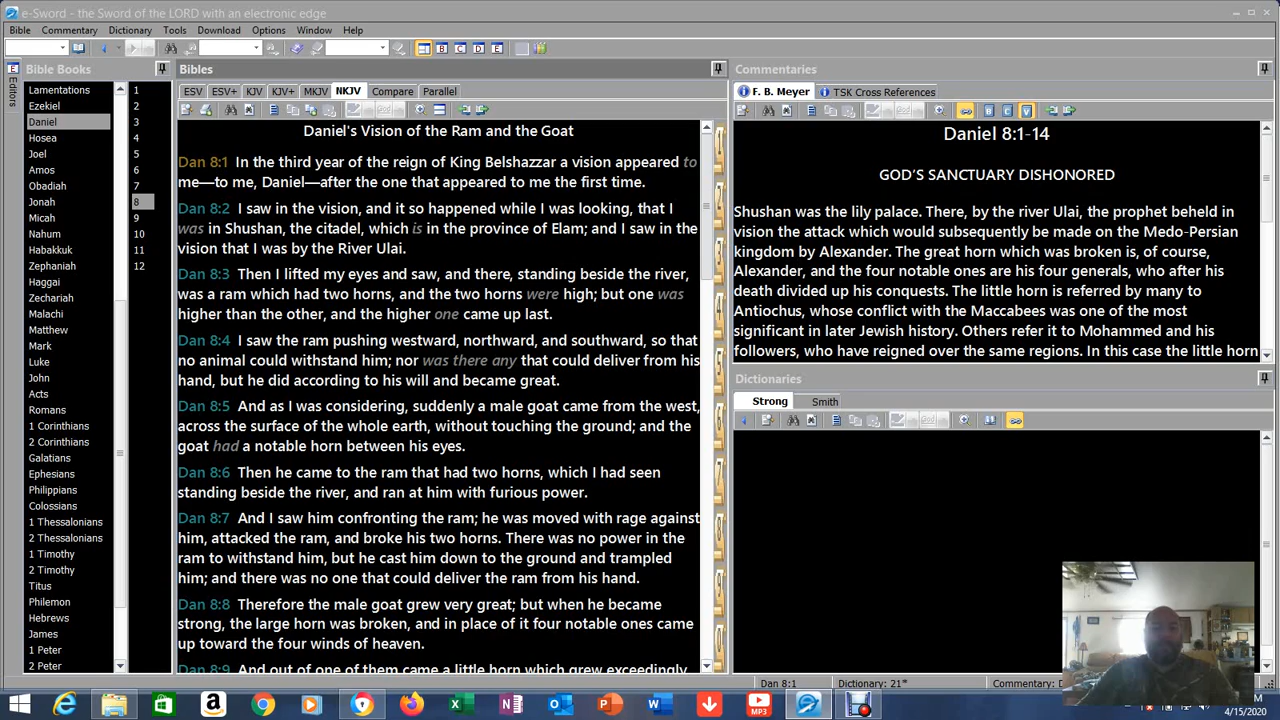 e-Sword - the Sword of the LORD with an electronic edge
Bible Commentary Dictionary Tools Download Options Window Help
B C D E
Editors
Bible Books
Lamentations
Ezekiel
Daniel
Hosea
Joel
Amos
Obadiah
Jonah
Micah
Nahum
Habakkuk
Zephaniah
Haggai
Zechariah
Malachi
Matthew
Mark
Luke
John
Acts
Romans
1 Corinthians
2 Corinthians
Galatians
Ephesians
Philippians
Colossians
1 Thessalonians
2 Thessalonians
1 Timothy
2 Timothy
Titus
Philemon
Hebrews
James
1 Peter
2 Peter
1
2
3
4
5
6
7
8
9
10
11
12
Bibles
ESV ESV+ KJV KJV+ MKJV NKJV Compare Parallel
Daniel's Vision of the Ram and the Goat
Dan 8:1 In the third year of the reign of King Belshazzar a vision appeared to
me—to me, Daniel—after the one that appeared to me the first time.
Dan 8:2 I saw in the vision, and it so happened while I was looking, that I
was in Shushan, the citadel, which is in the province of Elam; and I saw in the
vision that I was by the River Ulai.
Dan 8:3 Then I lifted my eyes and saw, and there, standing beside the river,
was a ram which had two horns, and the two horns were high; but one was
higher than the other, and the higher one came up last.
Dan 8:4 I saw the ram pushing westward, northward, and southward, so that
no animal could withstand him; nor was there any that could deliver from his
hand, but he did according to his will and became great.
Dan 8:5 And as I was considering, suddenly a male goat came from the west,
across the surface of the whole earth, without touching the ground; and the
goat had a notable horn between his eyes.
Dan 8:6 Then he came to the ram that had two horns, which I had seen
standing beside the river, and ran at him with furious power.
Dan 8:7 And I saw him confronting the ram; he was moved with rage against
him, attacked the ram, and broke his two horns. There was no power in the
ram to withstand him, but he cast him down to the ground and trampled
him; and there was no one that could deliver the ram from his hand.
Dan 8:8 Therefore the male goat grew very great; but when he became
strong, the large horn was broken, and in place of it four notable ones came
up toward the four winds of heaven.
Dan 8:9 And out of one of them came a little horn which grew exceedingly
Commentaries
F. B. Meyer TSK Cross References
B C V
Daniel 8:1-14
GOD'S SANCTUARY DISHONORED
Shushan was the lily palace. There, by the river Ulai, the prophet beheld in
vision the attack which would subsequently be made on the Medo-Persian
kingdom by Alexander. The great horn which was broken is, of course,
Alexander, and the four notable ones are his four generals, who after his
death divided up his conquests. The little horn is referred by many to
Antiochus, whose conflict with the Maccabees was one of the most
significant in later Jewish history. Others refer it to Mohammed and his
followers, who have reigned over the same regions. In this case the little horn
Dictionaries
Strong Smith
Dan 8:1 Dictionary: 21* Commentary:
MP3
4/15/2020